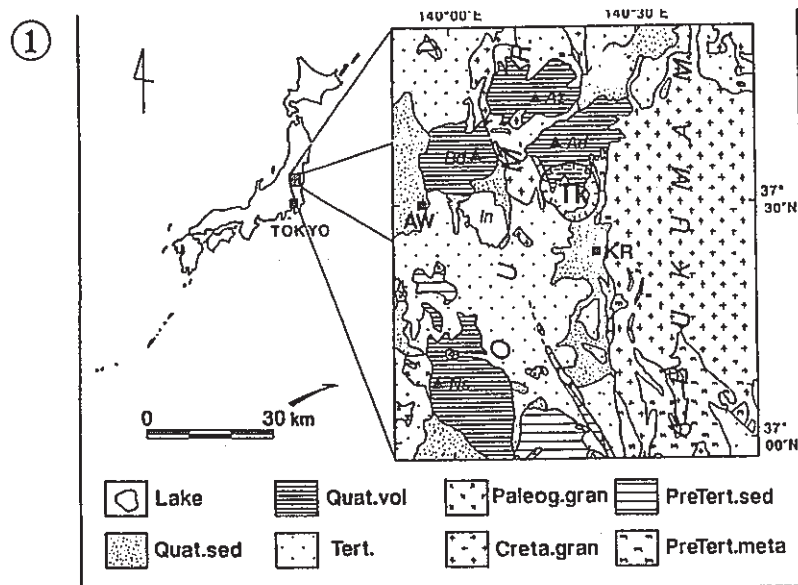 ①
140°00'E 140°30'E
Az
Bd Ad
Tk
37°
30'N
AW In
KR
TOKYO
Ns
0 30 km
37°
00'N
Lake Quat.vol Paleog.gran PreTert.sed
Quat.sed Tert. Creta.gran PreTert.meta